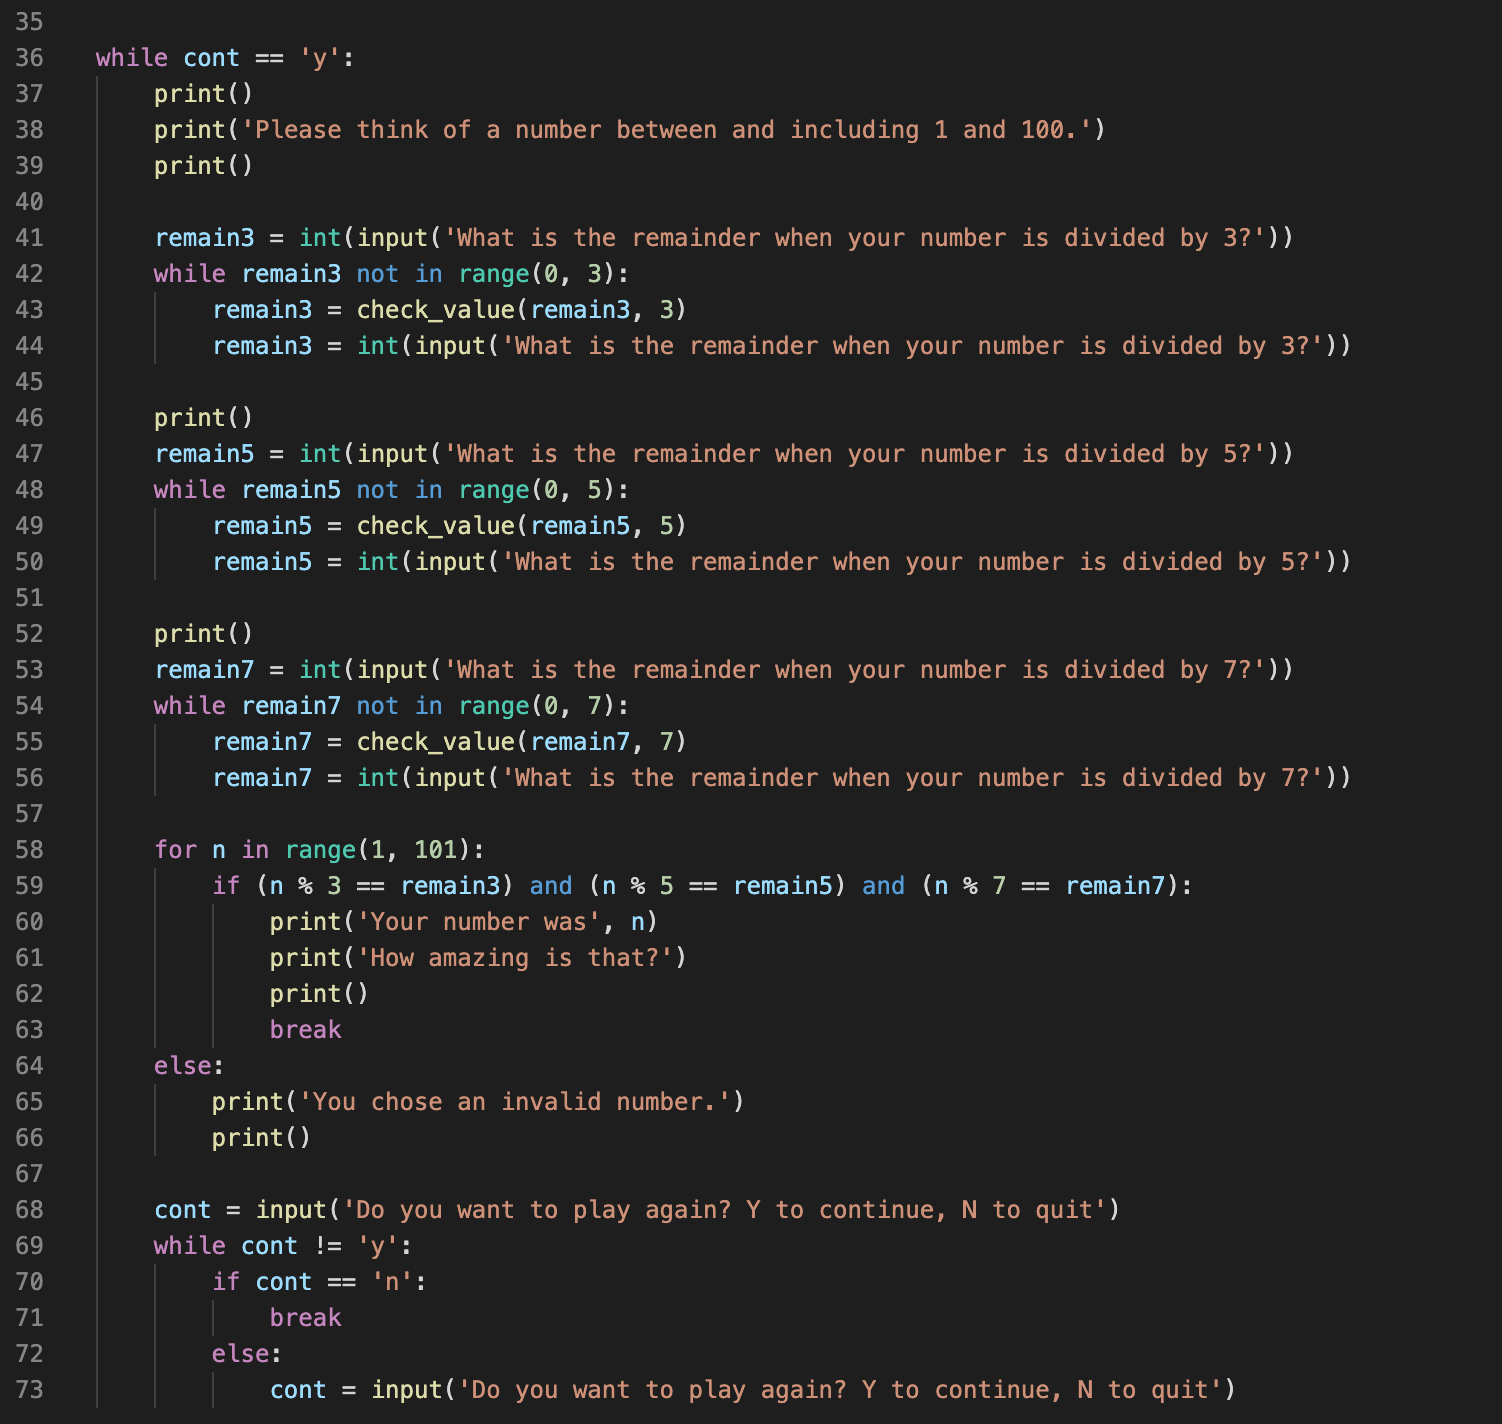 35
36 while cont == 'y':
37     print()
38     print('Please think of a number between and including 1 and 100.')
39     print()
40
41     remain3 = int(input('What is the remainder when your number is divided by 3?'))
42     while remain3 not in range(0, 3):
43         remain3 = check_value(remain3, 3)
44         remain3 = int(input('What is the remainder when your number is divided by 3?'))
45
46     print()
47     remain5 = int(input('What is the remainder when your number is divided by 5?'))
48     while remain5 not in range(0, 5):
49         remain5 = check_value(remain5, 5)
50         remain5 = int(input('What is the remainder when your number is divided by 5?'))
51
52     print()
53     remain7 = int(input('What is the remainder when your number is divided by 7?'))
54     while remain7 not in range(0, 7):
55         remain7 = check_value(remain7, 7)
56         remain7 = int(input('What is the remainder when your number is divided by 7?'))
57
58     for n in range(1, 101):
59         if (n % 3 == remain3) and (n % 5 == remain5) and (n % 7 == remain7):
60             print('Your number was', n)
61             print('How amazing is that?')
62             print()
63             break
64     else:
65         print('You chose an invalid number.')
66         print()
67
68     cont = input('Do you want to play again? Y to continue, N to quit')
69     while cont != 'y':
70         if cont == 'n':
71             break
72         else:
73             cont = input('Do you want to play again? Y to continue, N to quit')